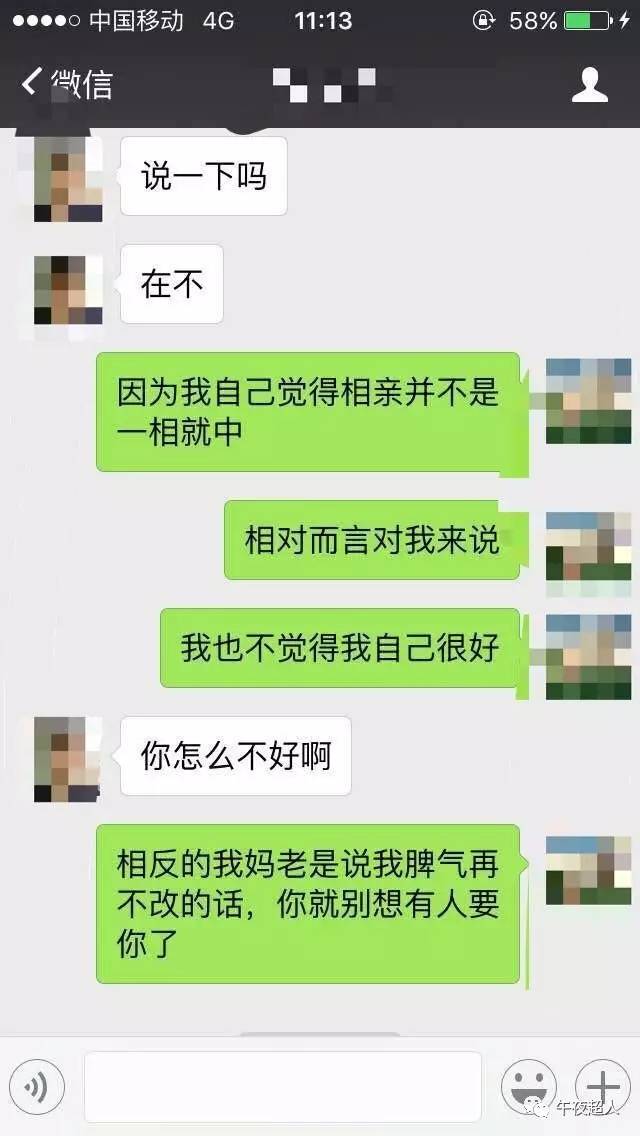 中国移动 4G 11:13 58%
微信
说一下吗
在不
因为我自己觉得相亲并不是
一相就中
相对而言对我来说
我也不觉得我自己很好
你怎么不好啊
相反的我妈老是说我脾气再
不改的话，你就别想有人要
你了
午夜超人